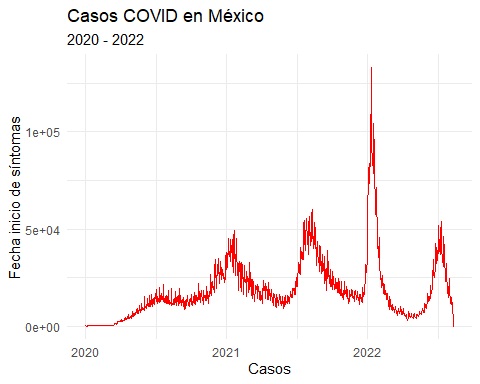 Casos COVID en México
2020 - 2022
Fecha inicio de síntomas
1e+05
5e+04
0e+00
2020 2021 2022
Casos